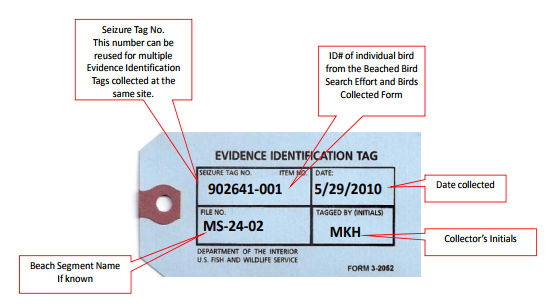 Seizure Tag No.
This number can be
reused for multiple
Evidence Identification
Tags collected at the
same site.
ID# of individual bird
from the Beached Bird
Search Effort and Birds
Collected Form
EVIDENCE IDENTIFICATION TAG
SEIZURE TAG NO. ITEM NO. DATE:
902641-001 5/29/2010
Date collected
FILE NO. TAGGED BY (INITIALS)
MS-24-02 MKH
Collector's Initials
DEPARTMENT OF THE INTERIOR
U.S. FISH AND WILDLIFE SERVICE
FORM 3-2052
Beach Segment Name
If known